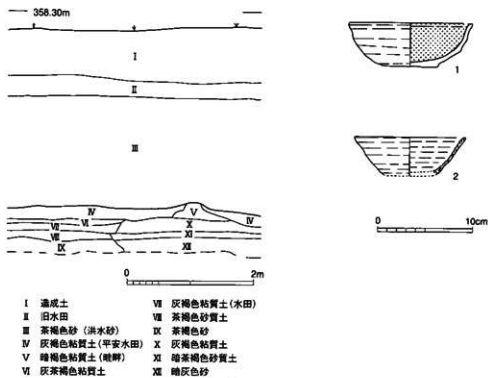 358.30m
I
II
III
IV
V
IV
VI
VII
X
VIII
XI
IX
XII
0 2m
1
2
0 10cm
I 造成土
II 旧水田
III 茶褐色砂(洪水砂)
IV 灰褐色粘質土(平安水田)
V 暗褐色粘質土(畦畔)
VI 灰茶褐色粘質土
VII 灰褐色粘質土(水田)
VIII 茶褐色砂質土
IX 茶褐色砂
X 灰褐色粘質土
XI 暗茶褐色砂質土
XII 暗灰色砂